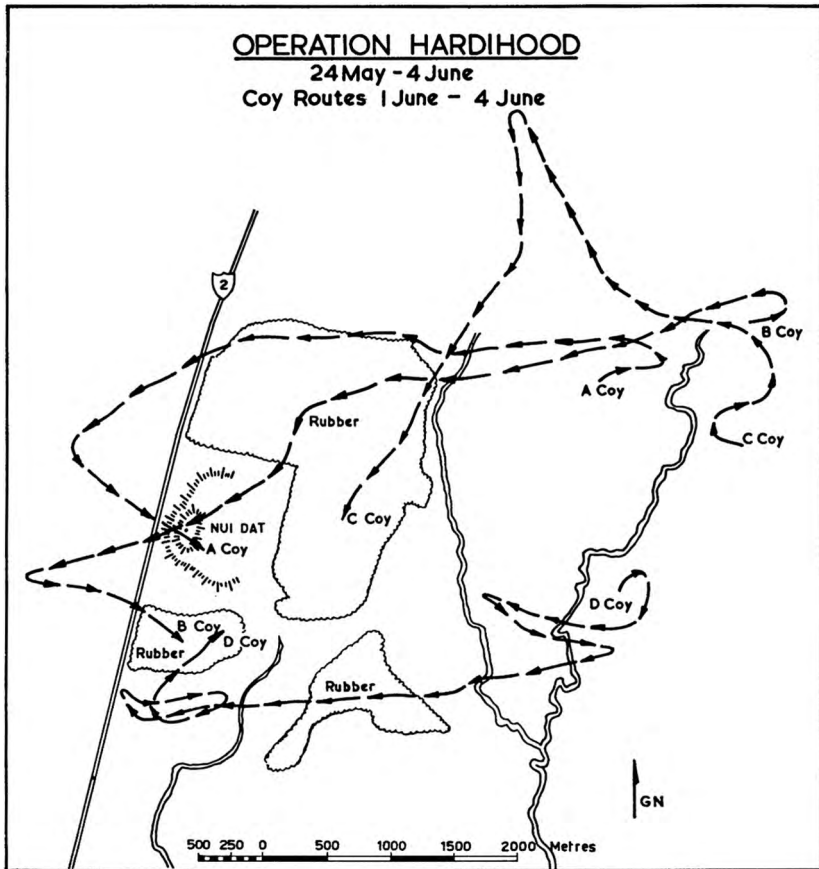 OPERATION HARDIHOOD
24 May - 4 June
Coy Routes 1 June - 4 June
2
B Coy
A Coy
Rubber
C Coy
C Coy
NUI DAT
A Coy
D Coy
B Coy
D Coy
Rubber
Rubber
GN
500 250 0 500 1000 1500 2000 Metres